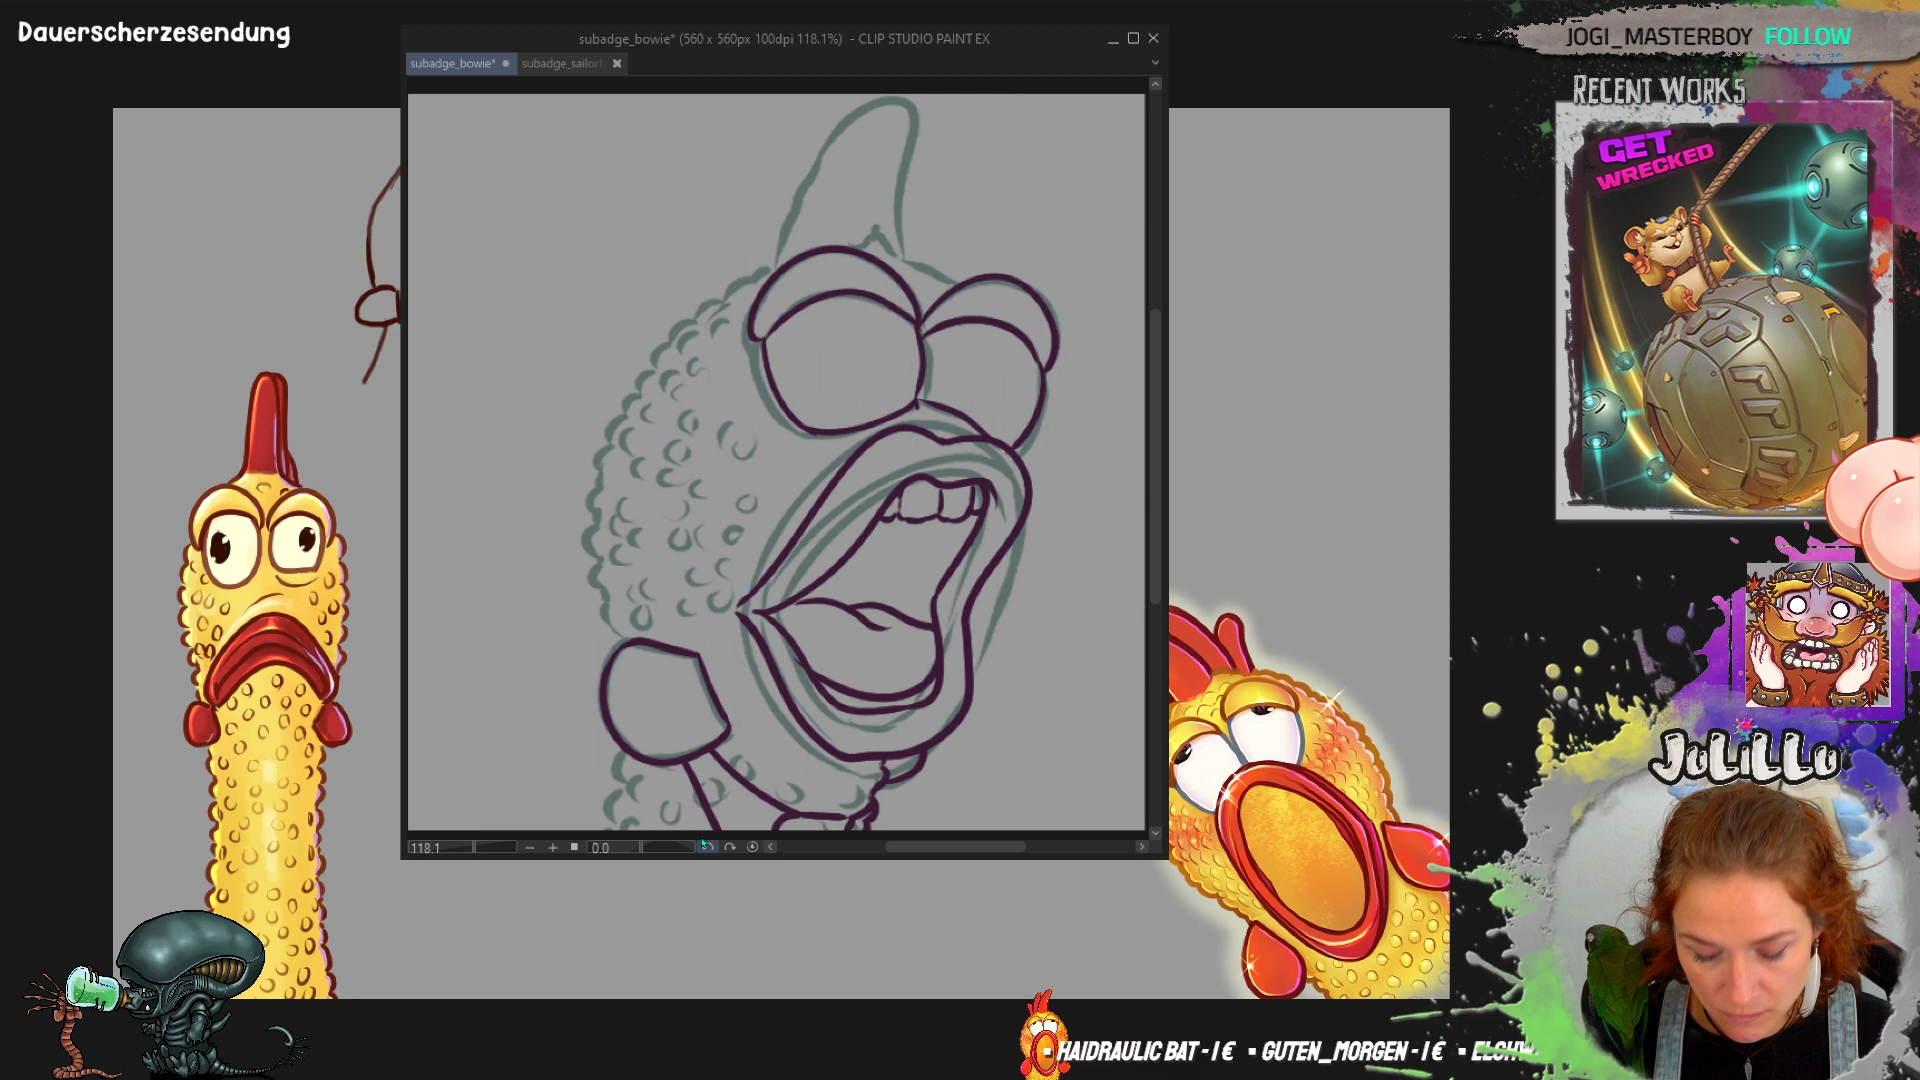 Dauerscherzesendung
subadge_bowie* (560 x 560px 100dpi 118.1%) - CLIP STUDIO PAINT EX
subadge_bowie*
JOGI_MASTERBOY FOLLOW
RECENT WORKS
GET
WRECKED
JULILLU
118.1
0.0
▪ HAIDRAULIC BAT - 1 € ▪ GUTEN_MORGEN - 1 € ▪